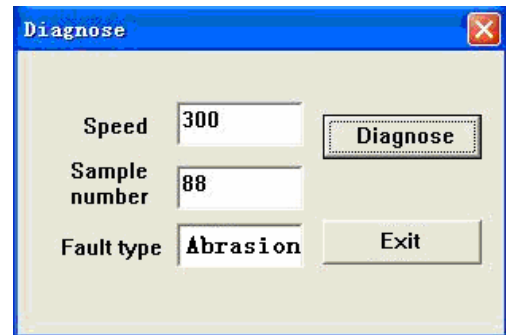 Diagnose
Speed
300
Diagnose
Sample
number
88
Fault type
Abrasion
Exit